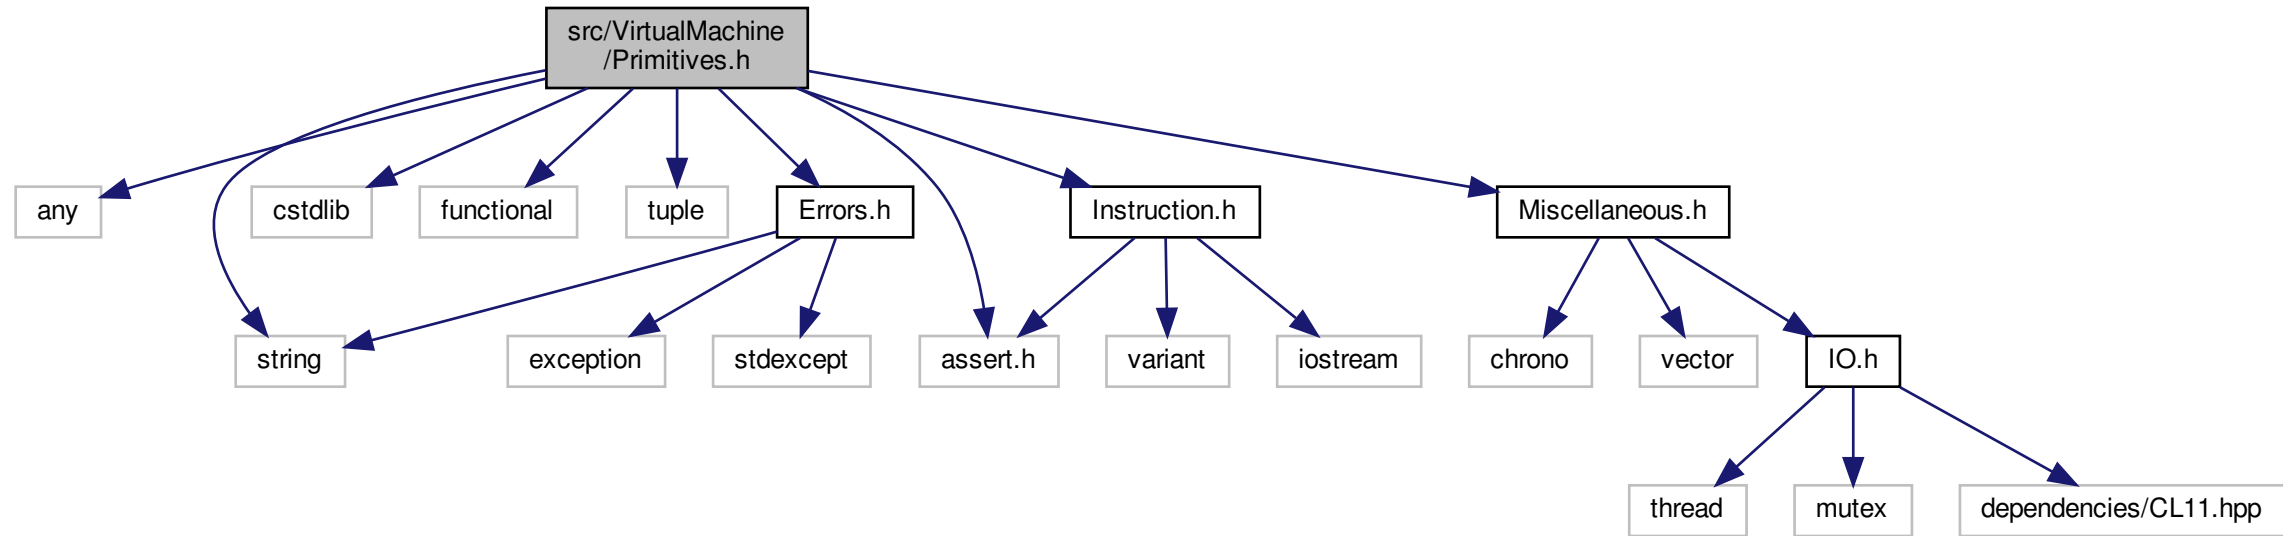 src/VirtualMachine
/Primitives.h
any
cstdlib
functional
tuple
Errors.h
Instruction.h
Miscellaneous.h
string
exception
stdexcept
assert.h
variant
iostream
chrono
vector
IO.h
thread
mutex
dependencies/CL11.hpp